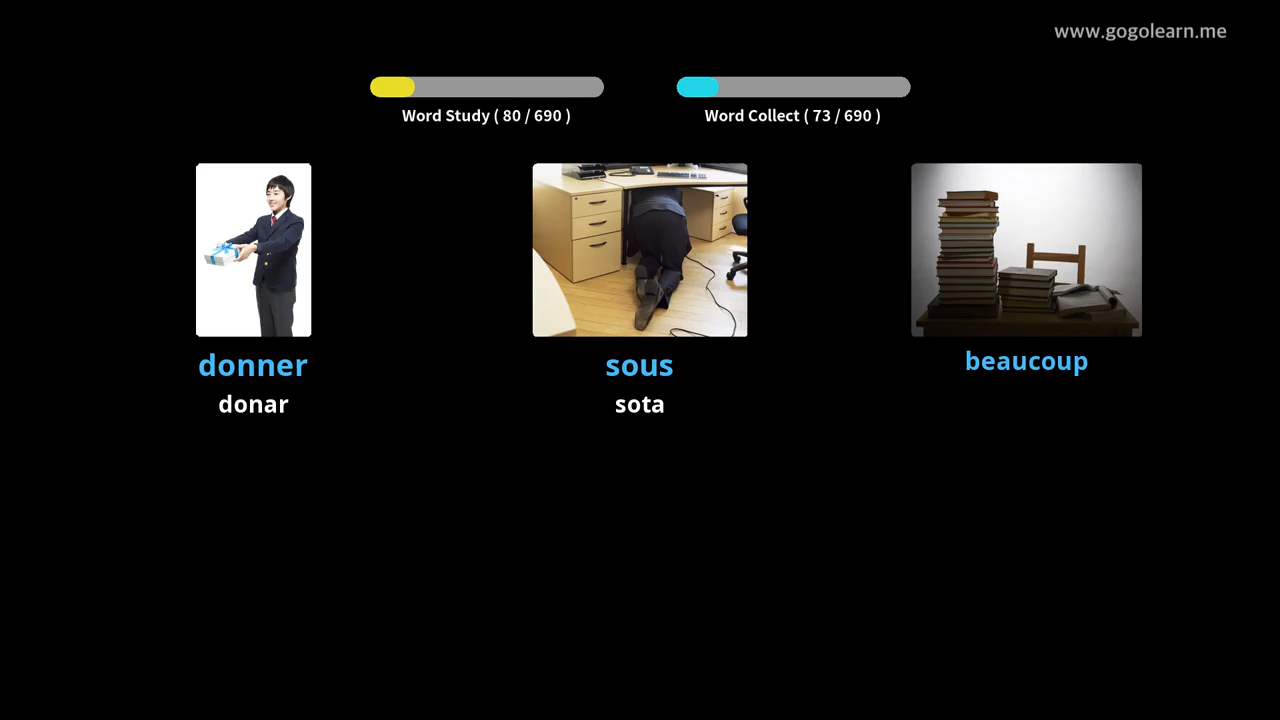 www.gogolearn.me
Word Study ( 80 / 690 )
Word Collect ( 73 / 690 )
donner
donar
sous
sota
beaucoup